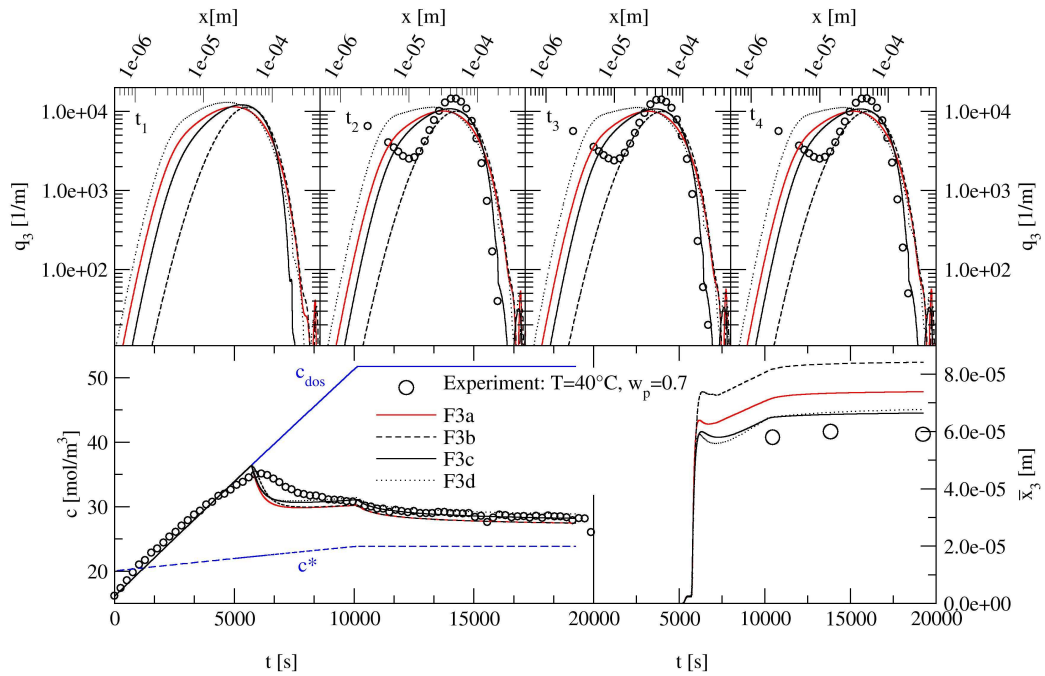 x[m] x[m] x[m] x[m]
1e-06 1e-05 1e-04 1e-06 1e-05 1e-04 1e-06 1e-05 1e-04 1e-06 1e-05 1e-04
1.0e+04 t1 t2 t3 t4 1.0e+04
1.0e+03 1.0e+03
1.0e+02 1.0e+02
q3 [1/m]
q3 [1/m]
50 cdos Experiment: T=40°C, wp=0.7 8.0e-05
F3a
40 F3b 6.0e-05
F3c
F3d
30 4.0e-05
20 c* 2.0e-05
0.0e+00
c [mol/m3]
x̄3 [m]
0 5000 10000 15000 20000 5000 10000 15000 20000
t [s] t [s]